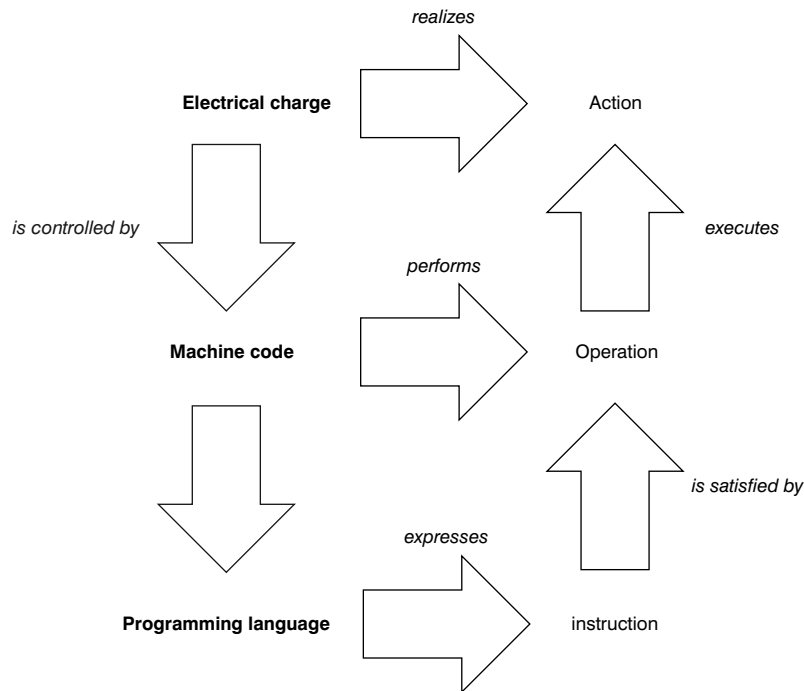 realizes
Electrical charge
Action
is controlled by
executes
performs
Machine code
Operation
is satisfied by
expresses
Programming language
instruction